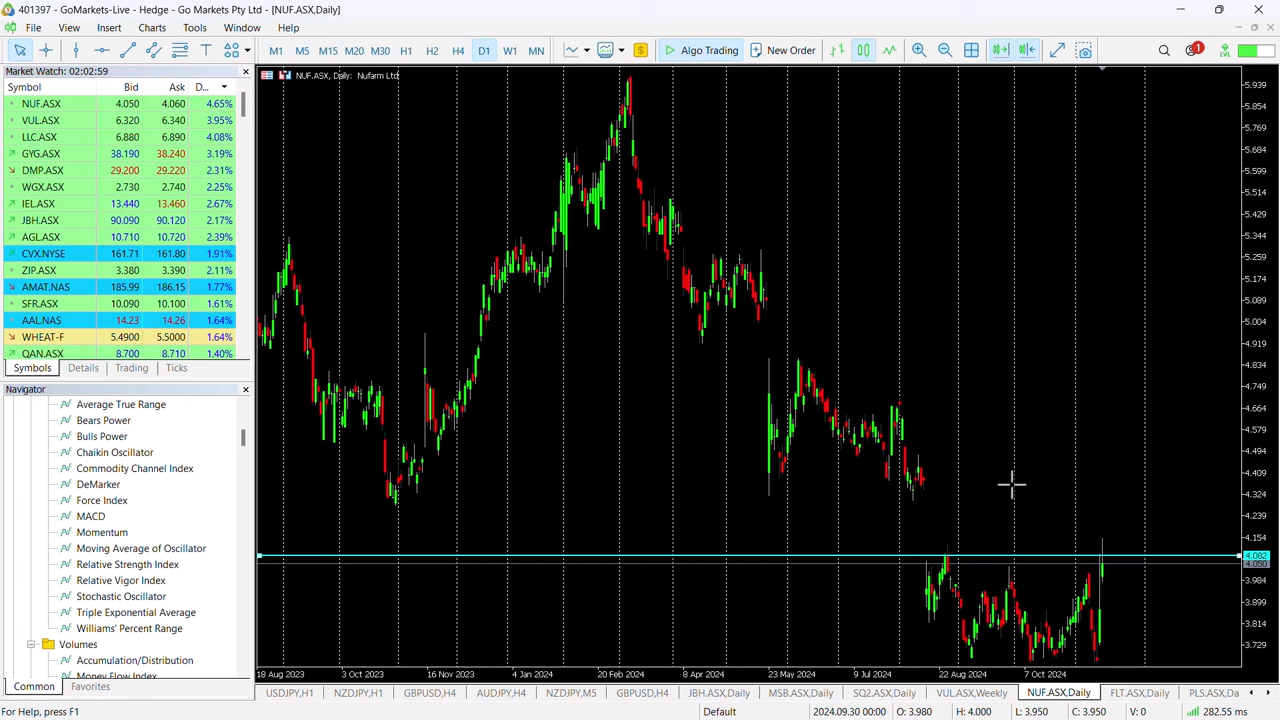 401397 - GoMarkets-Live - Hedge - Go Markets Pty Ltd - [NUF.ASX,Daily]
File View Insert Charts Tools Window Help
M1 M5 M15 M20 M30 H1 H2 H4 D1 W1 MN Algo Trading New Order 1 LVL
Market Watch: 02:02:59
Symbol Bid Ask D...
NUF.ASX 4.050 4.060 4.65%
VUL.ASX 6.320 6.340 3.95%
LLC.ASX 6.880 6.890 4.08%
GYG.ASX 38.190 38.240 3.19%
DMP.ASX 29.200 29.220 2.31%
WGX.ASX 2.730 2.740 2.25%
IEL.ASX 13.440 13.460 2.67%
JBH.ASX 90.090 90.120 2.17%
AGL.ASX 10.710 10.720 2.39%
CVX.NYSE 161.71 161.80 1.91%
ZIP.ASX 3.380 3.390 2.11%
AMAT.NAS 185.99 186.15 1.77%
SFR.ASX 10.090 10.100 1.61%
AAL.NAS 14.23 14.26 1.64%
WHEAT-F 5.4900 5.5000 1.64%
QAN.ASX 8.700 8.710 1.40%
Symbols Details Trading Ticks
Navigator
Average True Range
Bears Power
Bulls Power
Chaikin Oscillator
Commodity Channel Index
DeMarker
Force Index
MACD
Momentum
Moving Average of Oscillator
Relative Strength Index
Relative Vigor Index
Stochastic Oscillator
Triple Exponential Average
Williams' Percent Range
Volumes
Accumulation/Distribution
Money Flow Index
Common Favorites
NUF.ASX, Daily: Nufarm Ltd
5.939
5.854
5.769
5.684
5.599
5.514
5.429
5.344
5.259
5.174
5.089
5.004
4.919
4.834
4.749
4.664
4.579
4.494
4.409
4.324
4.239
4.154
4.082
4.050
3.984
3.899
3.814
3.729
18 Aug 2023 3 Oct 2023 16 Nov 2023 4 Jan 2024 20 Feb 2024 8 Apr 2024 23 May 2024 9 Jul 2024 22 Aug 2024 7 Oct 2024
USDJPY,H1 NZDJPY,H1 GBPUSD,H4 AUDJPY,H4 NZDJPY,M5 GBPUSD,H4 JBH.ASX,Daily MSB.ASX,Daily SQ2.ASX,Daily VUL.ASX,Weekly NUF.ASX,Daily FLT.ASX,Daily PLS.ASX,Da
For Help, press F1 Default 2024.09.30 00:00 O: 3.980 H: 4.000 L: 3.950 C: 3.950 V: 0 282.55 ms